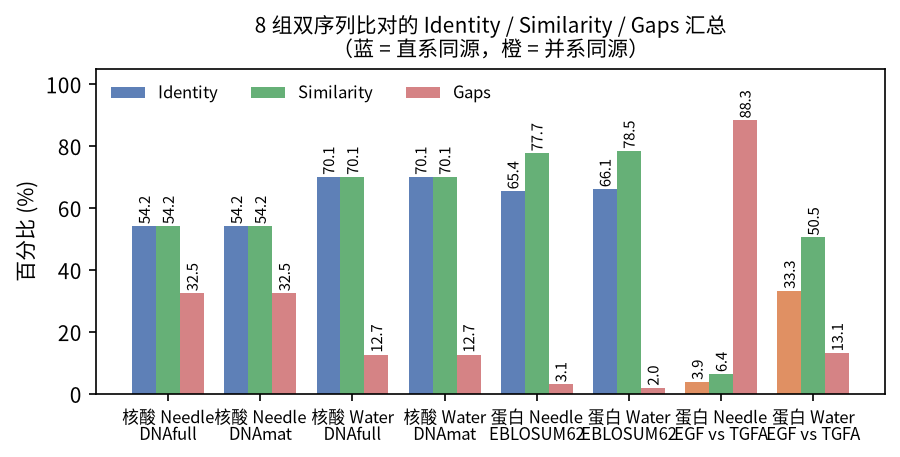 8 组双序列比对的 Identity / Similarity / Gaps 汇总
（蓝 = 直系同源，橙 = 并系同源）
Identity
Similarity
Gaps
百分比 (%)
100
80
60
40
20
0
54.2
54.2
32.5
54.2
54.2
32.5
70.1
70.1
12.7
70.1
70.1
12.7
65.4
77.7
3.1
66.1
78.5
2.0
3.9
6.4
88.3
33.3
50.5
13.1
核酸 Needle
DNAfull
核酸 Needle
DNAmat
核酸 Water
DNAfull
核酸 Water
DNAmat
蛋白 Needle
EBLOSUM62
蛋白 Water
EBLOSUM62
蛋白 Needle
EGF vs TGFA
蛋白 Water
EGF vs TGFA